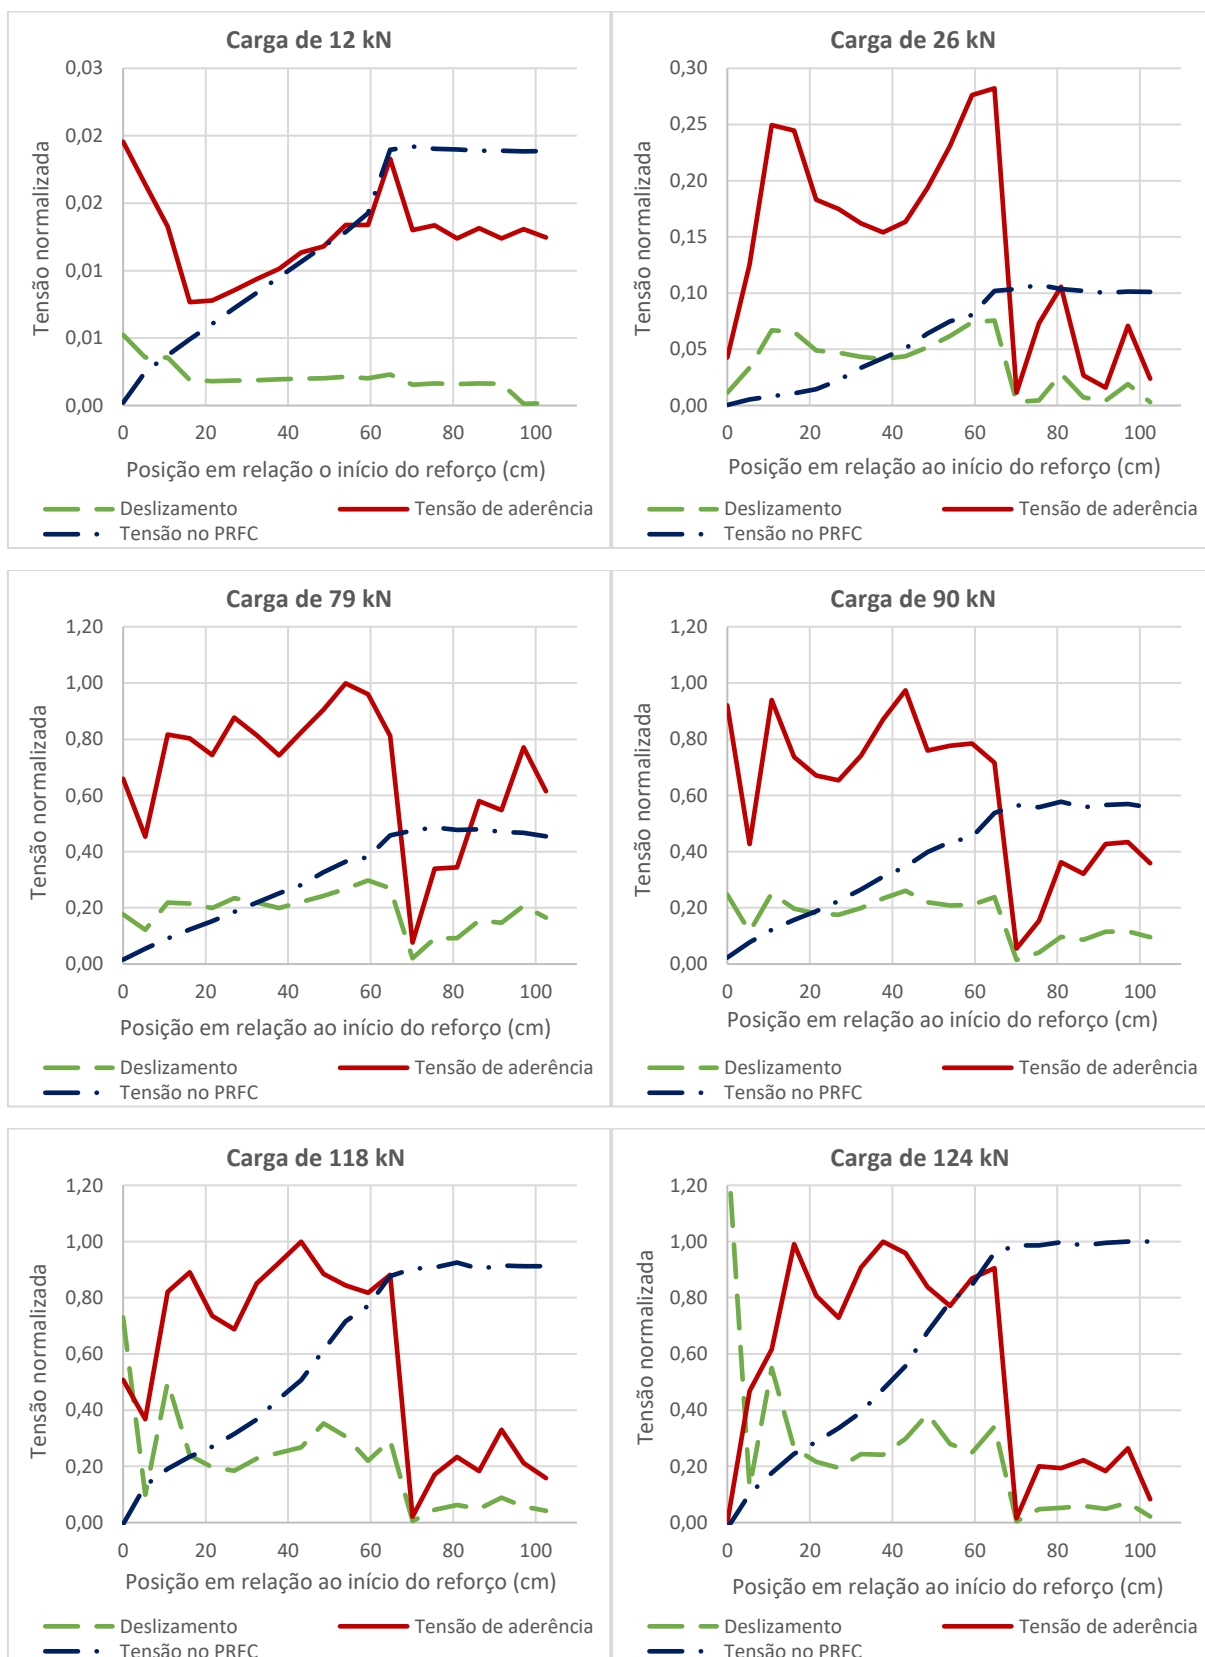 Carga de 12 kN
0,03
0,02
0,02
0,01
0,01
0,00
Tensão normalizada
0 20 40 60 80 100
Posição em relação o início do reforço (cm)
Deslizamento Tensão de aderência
Tensão no PRFC
Carga de 26 kN
0,30
0,25
0,20
0,15
0,10
0,05
0,00
Tensão normalizada
0 20 40 60 80 100
Posição em relação ao início do reforço (cm)
Deslizamento Tensão de aderência
Tensão no PRFC
Carga de 79 kN
1,20
1,00
0,80
0,60
0,40
0,20
0,00
Tensão normalizada
0 20 40 60 80 100
Posição em relação ao início do reforço (cm)
Deslizamento Tensão de aderência
Tensão no PRFC
Carga de 90 kN
1,20
1,00
0,80
0,60
0,40
0,20
0,00
Tensão normalizada
0 20 40 60 80 100
Posição em relação ao início do reforço (cm)
Deslizamento Tensão de aderência
Tensão no PRFC
Carga de 118 kN
1,20
1,00
0,80
0,60
0,40
0,20
0,00
Tensão normalizada
0 20 40 60 80 100
Posição em relação ao início do reforço (cm)
Deslizamento Tensão de aderência
Tensão no PRFC
Carga de 124 kN
1,20
1,00
0,80
0,60
0,40
0,20
0,00
Tensão normalizada
0 20 40 60 80 100
Posição em relação ao início do reforço (cm)
Deslizamento Tensão de aderência
Tensão no PRFC